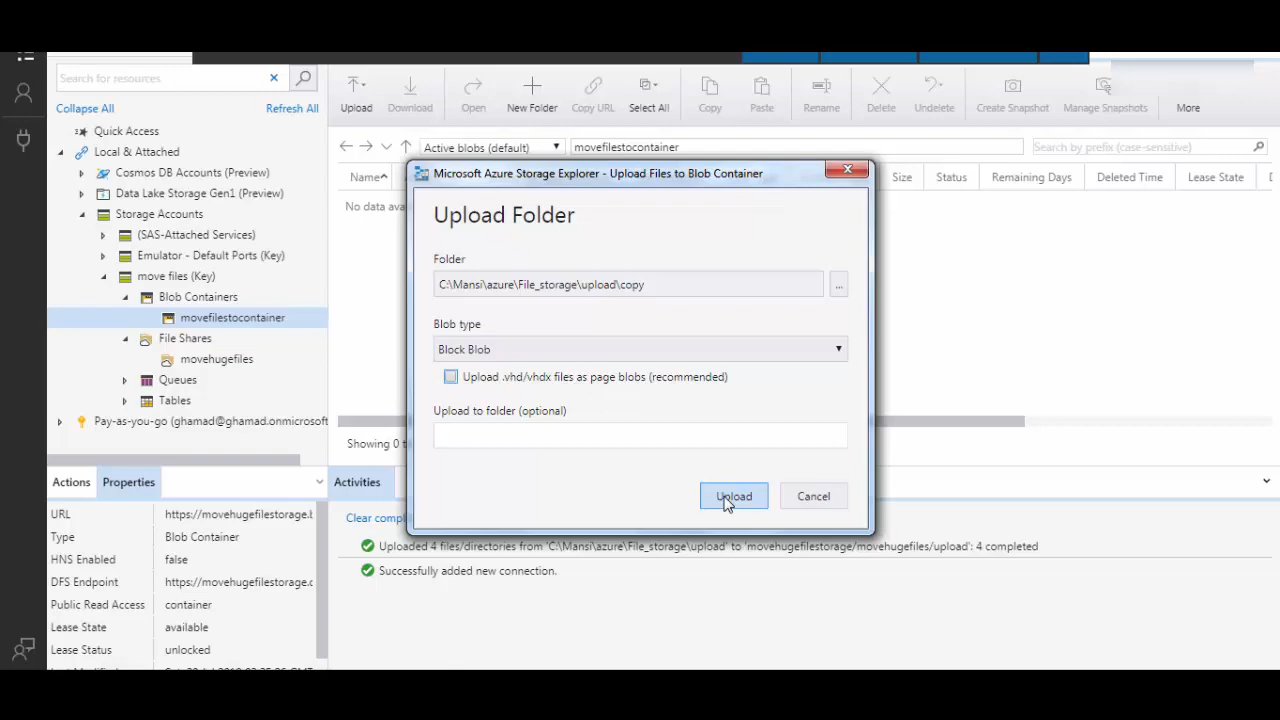 Search for resources
Collapse All
Refresh All
Quick Access
Local & Attached
Cosmos DB Accounts (Preview)
Data Lake Storage Gen1 (Preview)
Storage Accounts
(SAS-Attached Services)
Emulator - Default Ports (Key)
move files (Key)
Blob Containers
movefilestocontainer
File Shares
movehugefiles
Queues
Tables
Pay-as-you-go (ghamad@ghamad.onmicrosoft
Actions
Properties
URL https://movehugefilestorage.b
Type Blob Container
HNS Enabled false
DFS Endpoint https://movehugefilestorage.c
Public Read Access container
Lease State available
Lease Status unlocked
Upload
Download
Open
New Folder
Copy URL
Select All
Copy
Paste
Rename
Delete
Undelete
Create Snapshot
Manage Snapshots
More
Active blobs (default)
movefilestocontainer
Search by prefix (case-sensitive)
Name
Size
Status
Remaining Days
Deleted Time
Lease State
No data ava
Showing 0 t
Microsoft Azure Storage Explorer - Upload Files to Blob Container
Upload Folder
Folder
C:\Mansi\azure\File_storage\upload\copy
...
Blob type
Block Blob
Upload .vhd/vhdx files as page blobs (recommended)
Upload to folder (optional)
Upload
Cancel
Activities
Clear comp
Uploaded 4 files/directories from 'C:\Mansi\azure\File_storage\upload' to 'movehugefilestorage/movehugefiles/upload': 4 completed
Successfully added new connection.